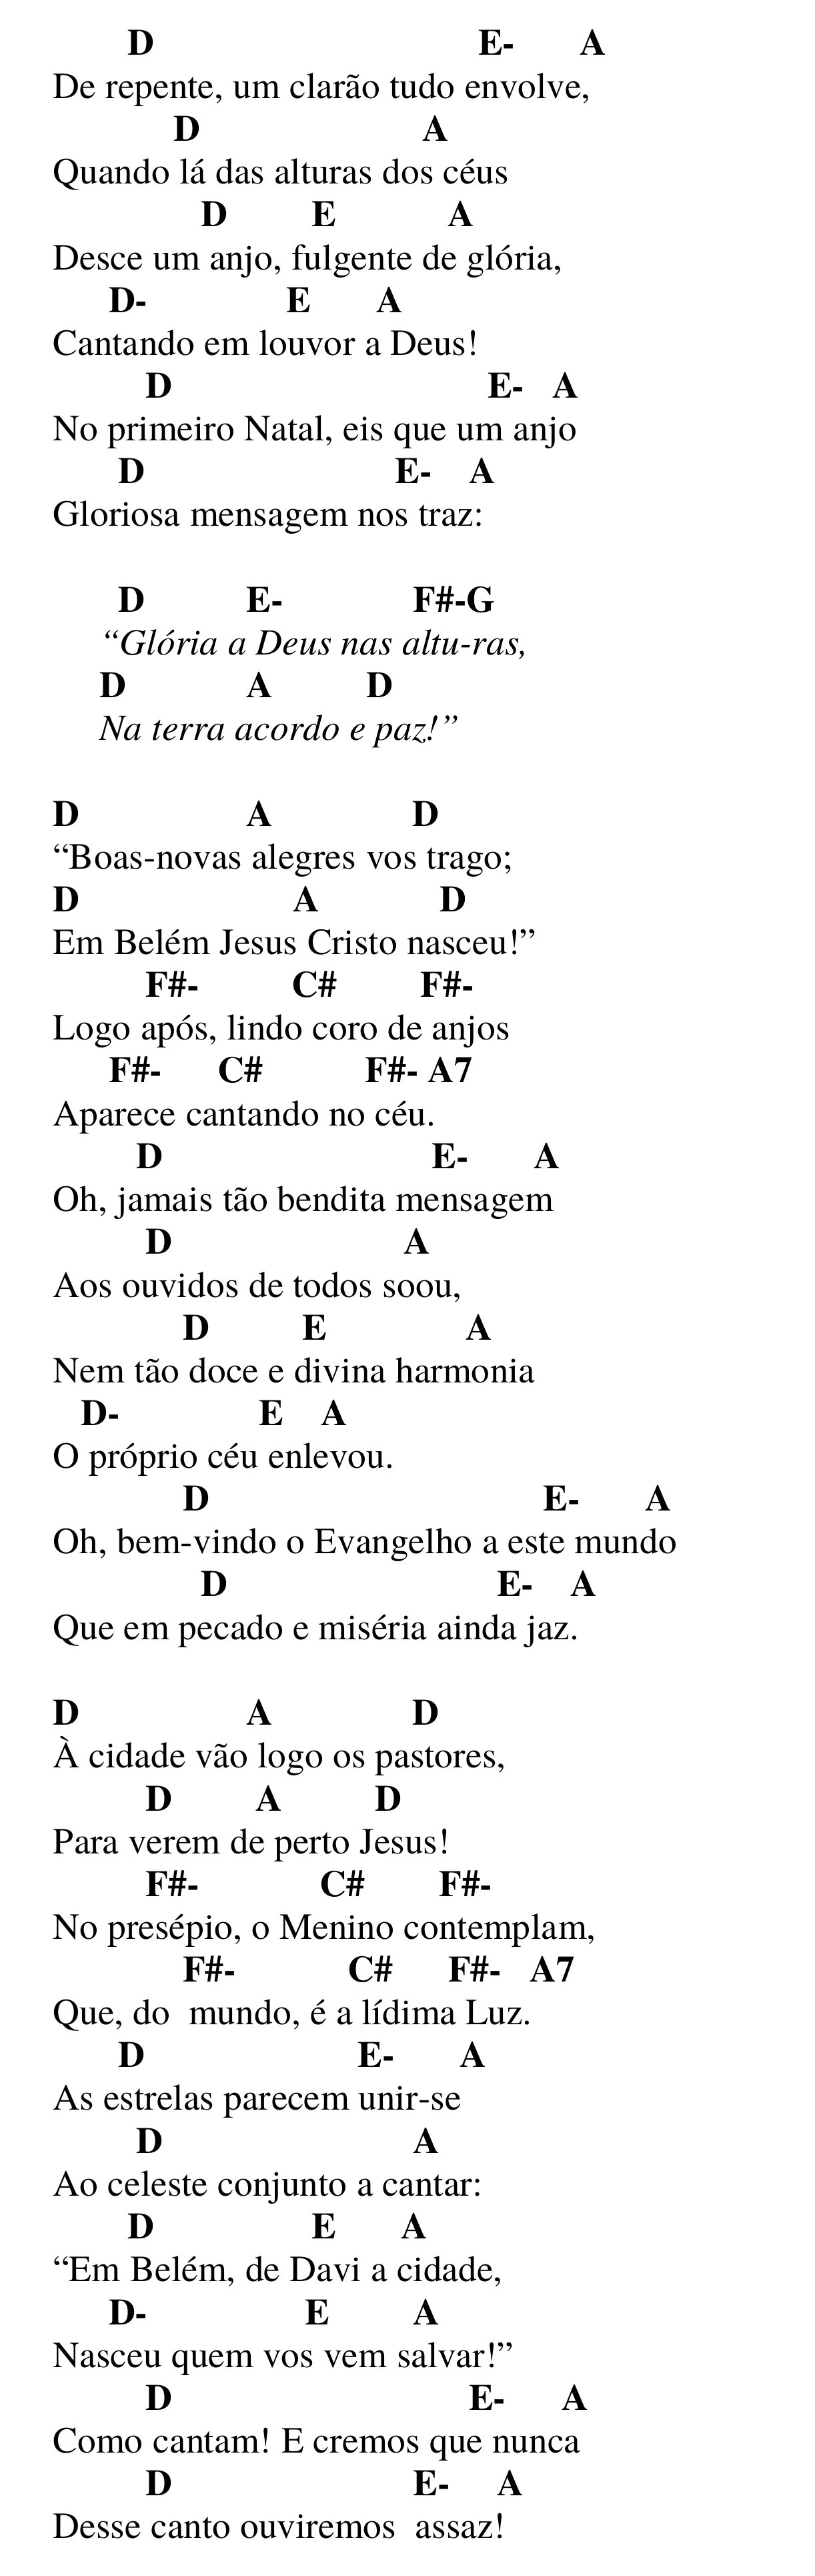 D E- A
De repente, um clarão tudo envolve,
D A
Quando lá das alturas dos céus
D E A
Desce um anjo, fulgente de glória,
D- E A
Cantando em louvor a Deus!
D E- A
No primeiro Natal, eis que um anjo
D E- A
Gloriosa mensagem nos traz:
D E- F#-G
“Glória a Deus nas altu-ras,
D A D
Na terra acordo e paz!”
D A D
“Boas-novas alegres vos trago;
D A D
Em Belém Jesus Cristo nasceu!”
F#- C# F#-
Logo após, lindo coro de anjos
F#- C# F#- A7
Aparece cantando no céu.
D E- A
Oh, jamais tão bendita mensagem
D A
Aos ouvidos de todos soou,
D E A
Nem tão doce e divina harmonia
D- E A
O próprio céu enlevou.
D E- A
Oh, bem-vindo o Evangelho a este mundo
D E- A
Que em pecado e miséria ainda jaz.
D A D
À cidade vão logo os pastores,
D A D
Para verem de perto Jesus!
F#- C# F#-
No presépio, o Menino contemplam,
F#- C# F#- A7
Que, do  mundo, é a lídima Luz.
D E- A
As estrelas parecem unir-se
D A
Ao celeste conjunto a cantar:
D E A
“Em Belém, de Davi a cidade,
D- E A
Nasceu quem vos vem salvar!”
D E- A
Como cantam! E cremos que nunca
D E- A
Desse canto ouviremos  assaz!